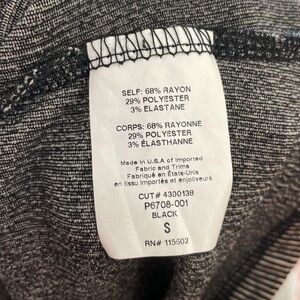 SELF: 68% RAYON
29% POLYESTER
3% ELASTANE
CORPS: 68% RAYONNE
29% POLYESTER
3% ÉLASTHANNE
Made in U.S.A of Imported
Fabric and Trims
Fabriqué en États-Unis
en tissu importés et enjoliveurs
CUT# 4300138
P6708-001
BLACK
S
RN# 115602